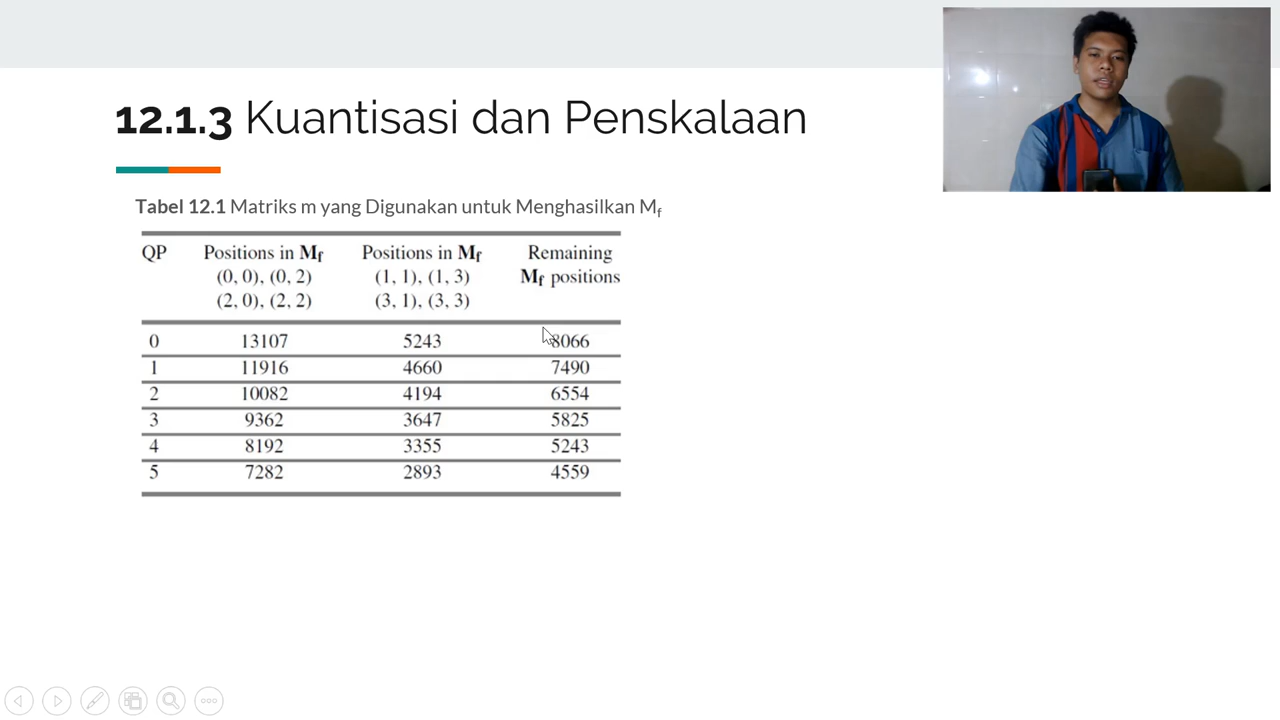 12.1.3 Kuantisasi dan Penskalaan
Tabel 12.1 Matriks m yang Digunakan untuk Menghasilkan Mf
QP Positions in Mf Positions in Mf Remaining
(0, 0), (0, 2) (1, 1), (1, 3) Mf positions
(2, 0), (2, 2) (3, 1), (3, 3)
0 13107 5243 8066
1 11916 4660 7490
2 10082 4194 6554
3 9362 3647 5825
4 8192 3355 5243
5 7282 2893 4559